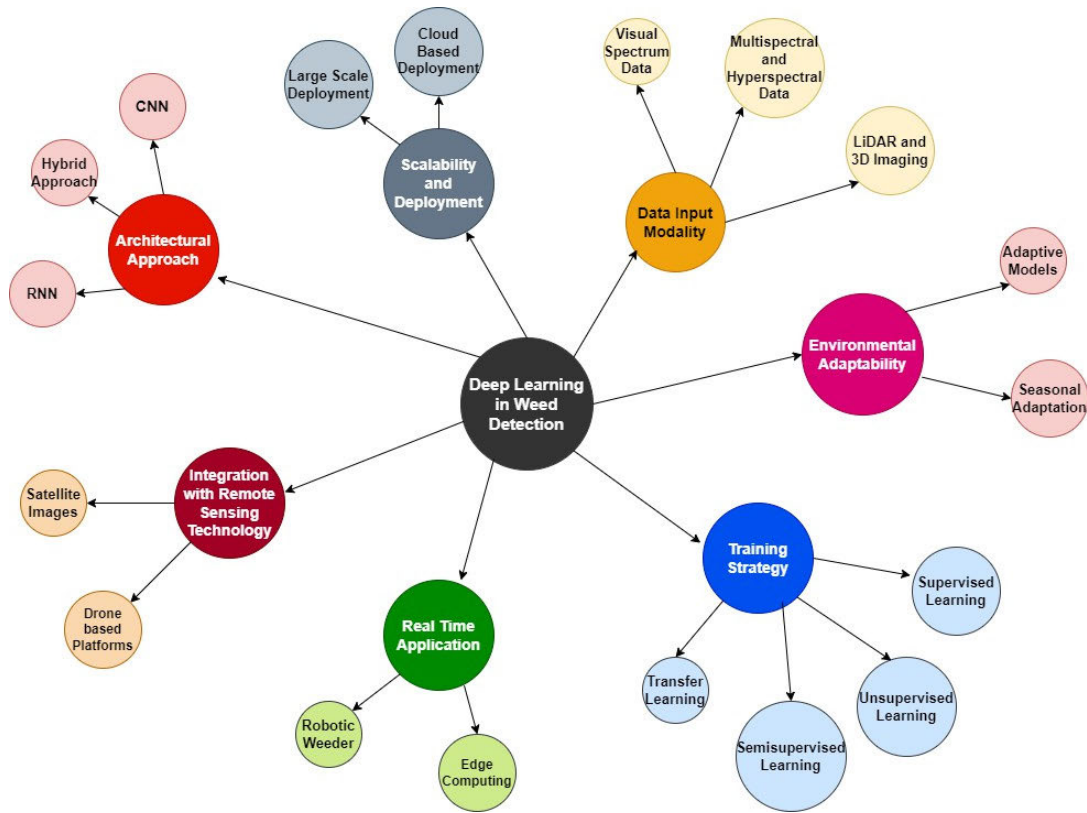 Cloud
Based
Deployment
Large Scale
Deployment
Visual
Spectrum
Data
Multispectral
and
Hyperspectral
Data
CNN
Hybrid
Approach
Scalability
and
Deployment
LiDAR and
3D Imaging
Data Input
Modality
Architectural
Approach
RNN
Adaptive
Models
Environmental
Adaptability
Seasonal
Adaptation
Deep Learning
in Weed
Detection
Integration
with Remote
Sensing
Technology
Satellite
Images
Drone
based
Platforms
Training
Strategy
Supervised
Learning
Real Time
Application
Transfer
Learning
Unsupervised
Learning
Semisupervised
Learning
Robotic
Weeder
Edge
Computing